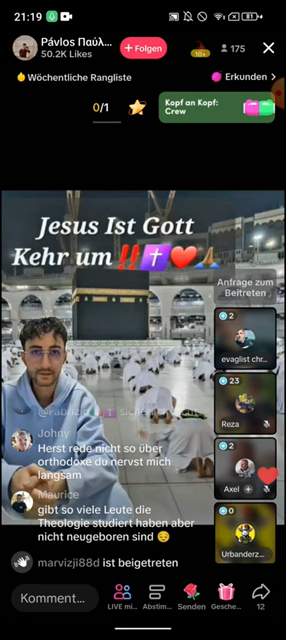 21:19
81
Pávlos Παύλ...
50.2K Likes
+ Folgen
10+
175
Wöchentliche Rangliste
Erkunden >
0/1
Kopf an Kopf:
Crew
Jesus Ist Gott
Kehr um ‼️✝️❤️🙏
Anfrage zum
Beitreten
2
evaglist chr...
23
Reza
2
Axel +
0
Urbanderz...
Johny
Herst rede nicht so über
orthodoxe du nervst mich
langsam
Maurice
gibt so viele Leute die
Theologie studiert haben aber
nicht neugeboren sind 😔
marvizji88d ist beigetreten
Komment...
LIVE mi...
Abstim...
Senden
Gesche...
12